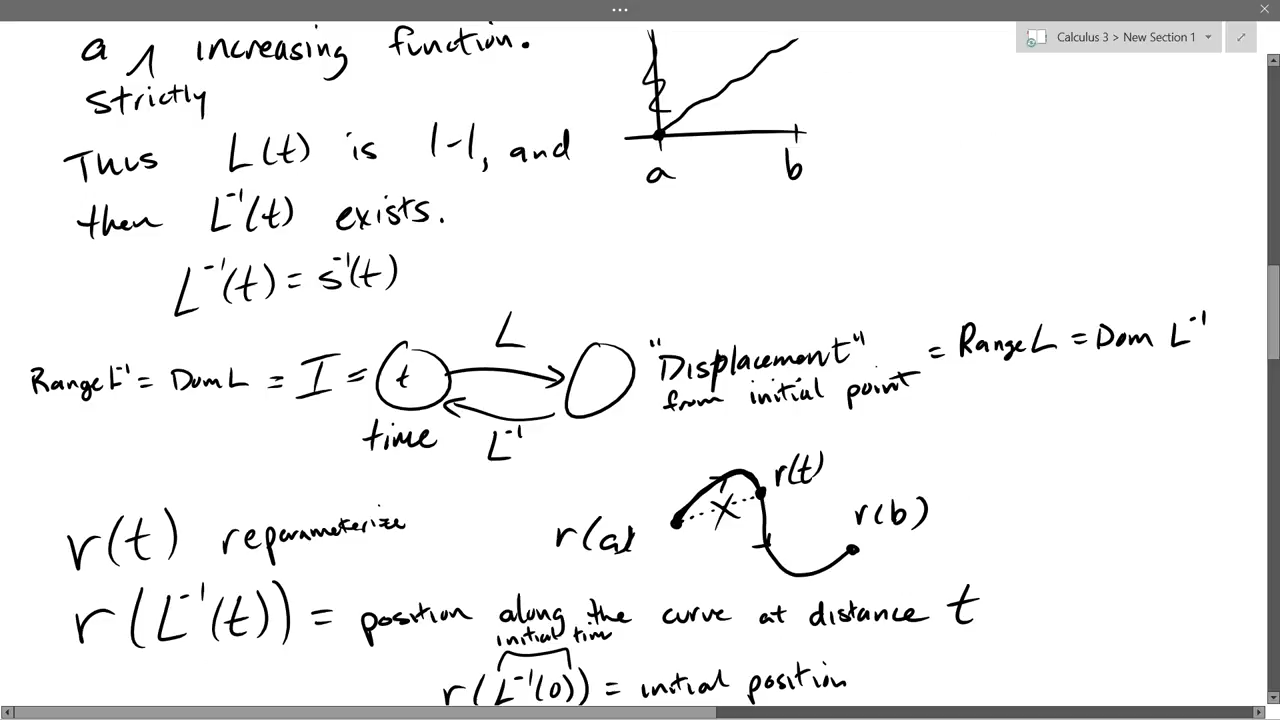 Calculus 3 > New Section 1
a increasing function.
strictly
a b
Thus L(t) is 1-1, and
then L⁻¹(t) exists.
L⁻¹(t) = s⁻¹(t)
L
Range L⁻¹ = Dom L = I = t "Displacement" = Range L = Dom L⁻¹
from initial point
time L⁻¹
r(t)
r(t) reparameterize r(a) r(b)
r(L⁻¹(t)) = position along the curve at distance t
initial time
r(L⁻¹(0)) = initial position